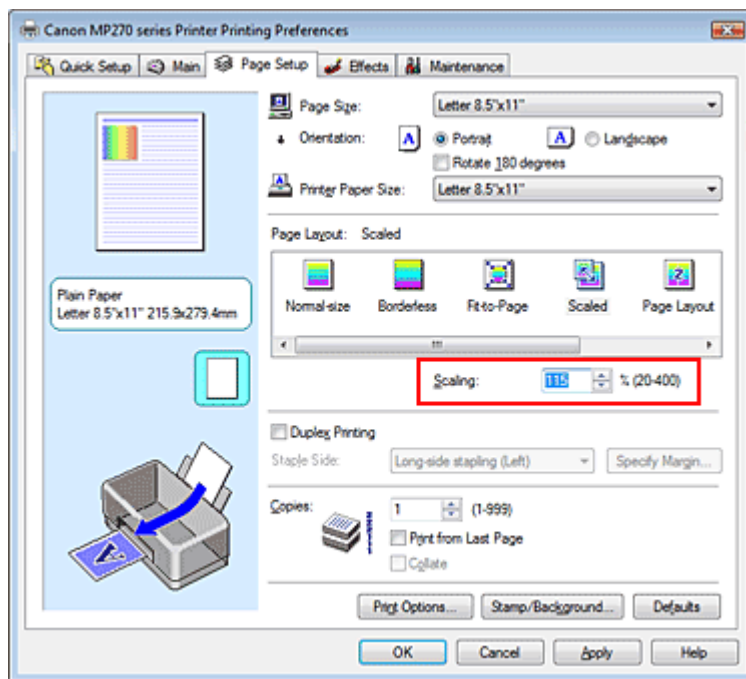 Canon MP270 series Printer Printing Preferences
Quick Setup Main Page Setup Effects Maintenance
Page Size: Letter 8.5"x11"
Orientation: A Portrait A Landscape
Rotate 180 degrees
Printer Paper Size: Letter 8.5"x11"
Page Layout: Scaled
Normal-size Borderless Fit-to-Page Scaled Page Layout
Plain Paper
Letter 8.5"x11" 215.9x279.4mm
Scaling: 115 % (20-400)
Duplex Printing
Staple Side: Long-side stapling (Left) Specify Margin...
Copies: 1 (1-999)
Print from Last Page
Collate
Print Options... Stamp/Background... Defaults
OK Cancel Apply Help